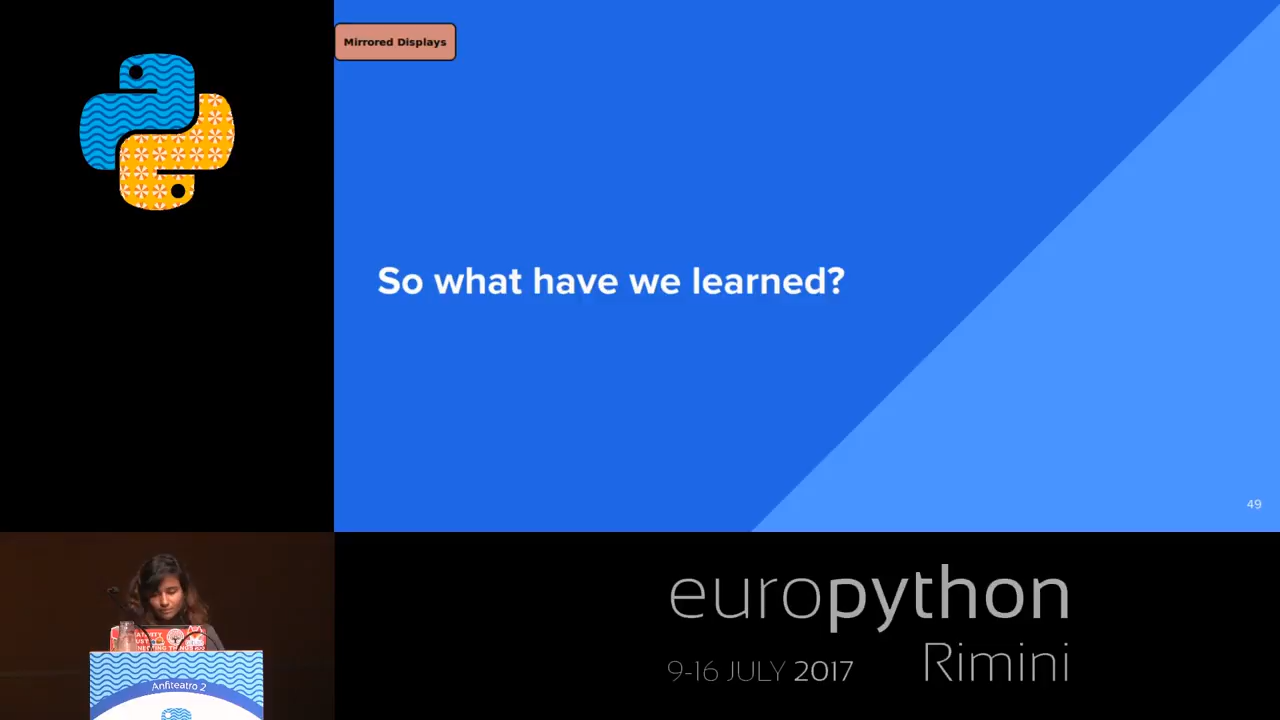 Mirrored Displays
So what have we learned?
49
europython
9-16 JULY 2017
Rimini
Anfiteatro 2